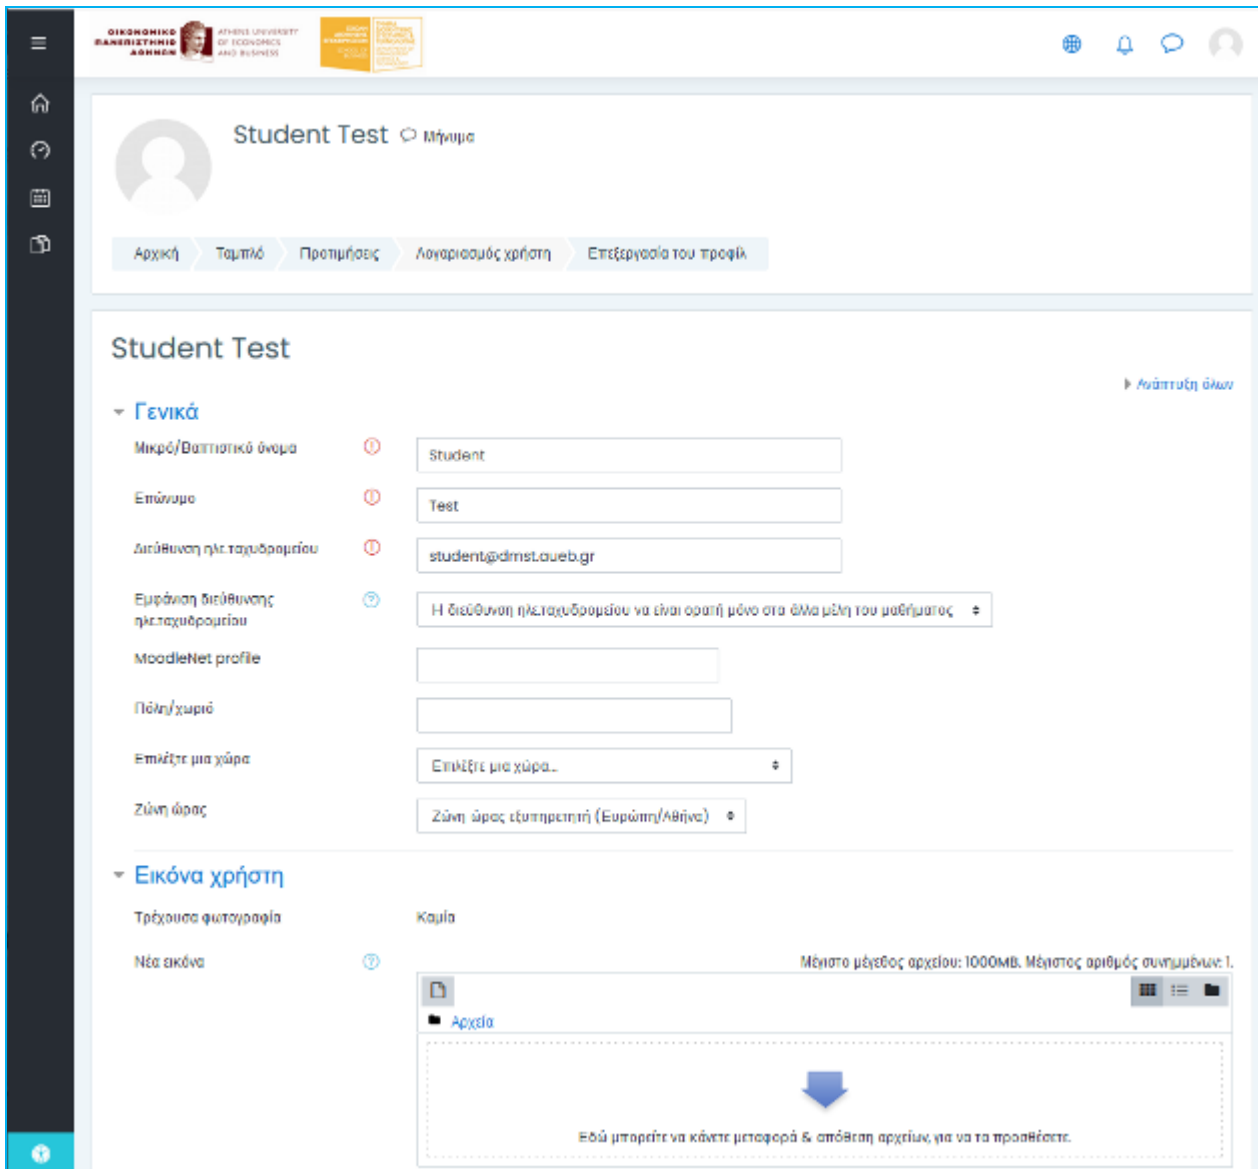 ΟΙΚΟΝΟΜΙΚΟ
ΠΑΝΕΠΙΣΤΗΜΙΟ
ΑΘΗΝΩΝ
ATHENS UNIVERSITY
OF ECONOMICS
AND BUSINESS
Student Test Μήνυμα
Αρχική Ταμπλό Προτιμήσεις Λογαριασμός χρήστη Επεξεργασία του προφίλ
Student Test
Ανάπτυξη όλων
Γενικά
Μικρό/Βαπτιστικό όνομα Student
Επώνυμο Test
Διεύθυνση ηλε.ταχυδρομείου student@dmst.aueb.gr
Εμφάνιση διεύθυνσης
ηλε.ταχυδρομείου
Η διεύθυνση ηλε.ταχυδρομείου να είναι ορατή μόνο στα άλλα μέλη του μαθήματος
MoodleNet profile
Πόλη/χωριό
Επιλέξτε μια χώρα Επιλέξτε μια χώρα...
Ζώνη ώρας Ζώνη ώρας εξυπηρετητή (Ευρώπη/Αθήνα)
Εικόνα χρήστη
Τρέχουσα φωτογραφία Καμία
Νέα εικόνα Μέγιστο μέγεθος αρχείου: 1000MB. Μέγιστος αριθμός συνημμένων: 1.
Αρχεία
Εδώ μπορείτε να κάνετε μεταφορά & απόθεση αρχείων, για να τα προσθέσετε.